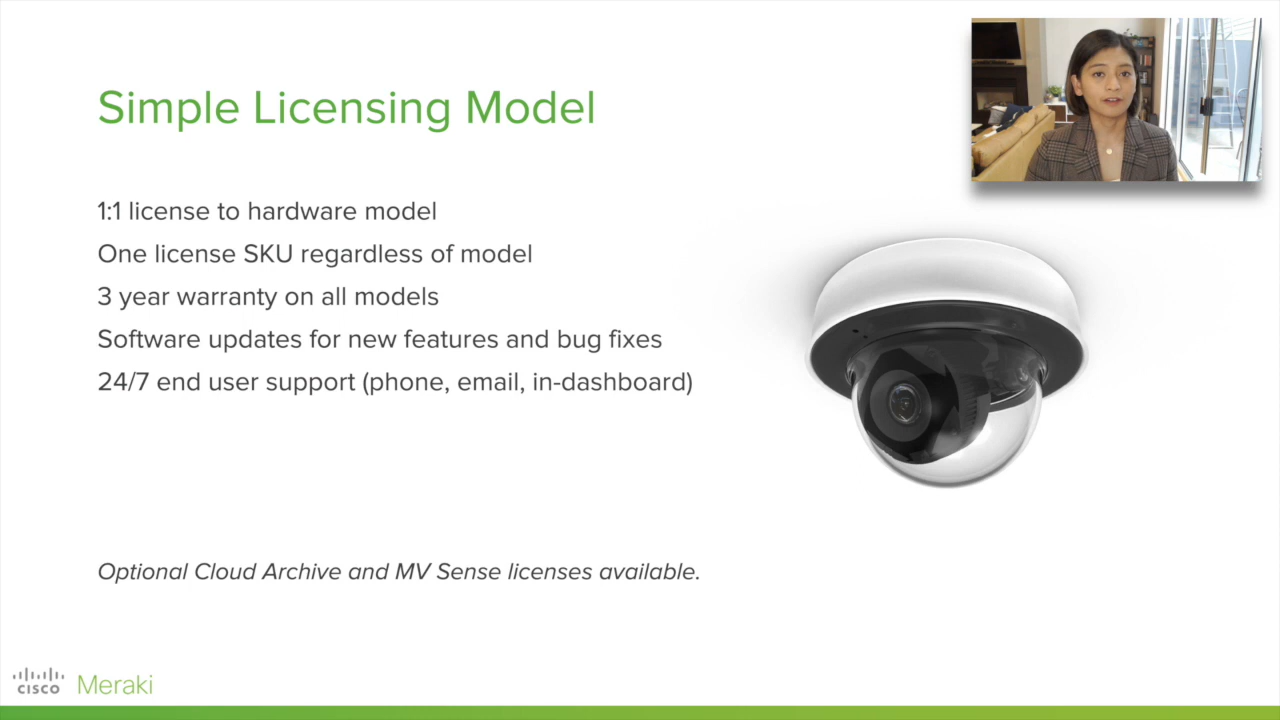 Simple Licensing Model
1:1 license to hardware model
One license SKU regardless of model
3 year warranty on all models
Software updates for new features and bug fixes
24/7 end user support (phone, email, in-dashboard)
Optional Cloud Archive and MV Sense licenses available.
CISCO Meraki